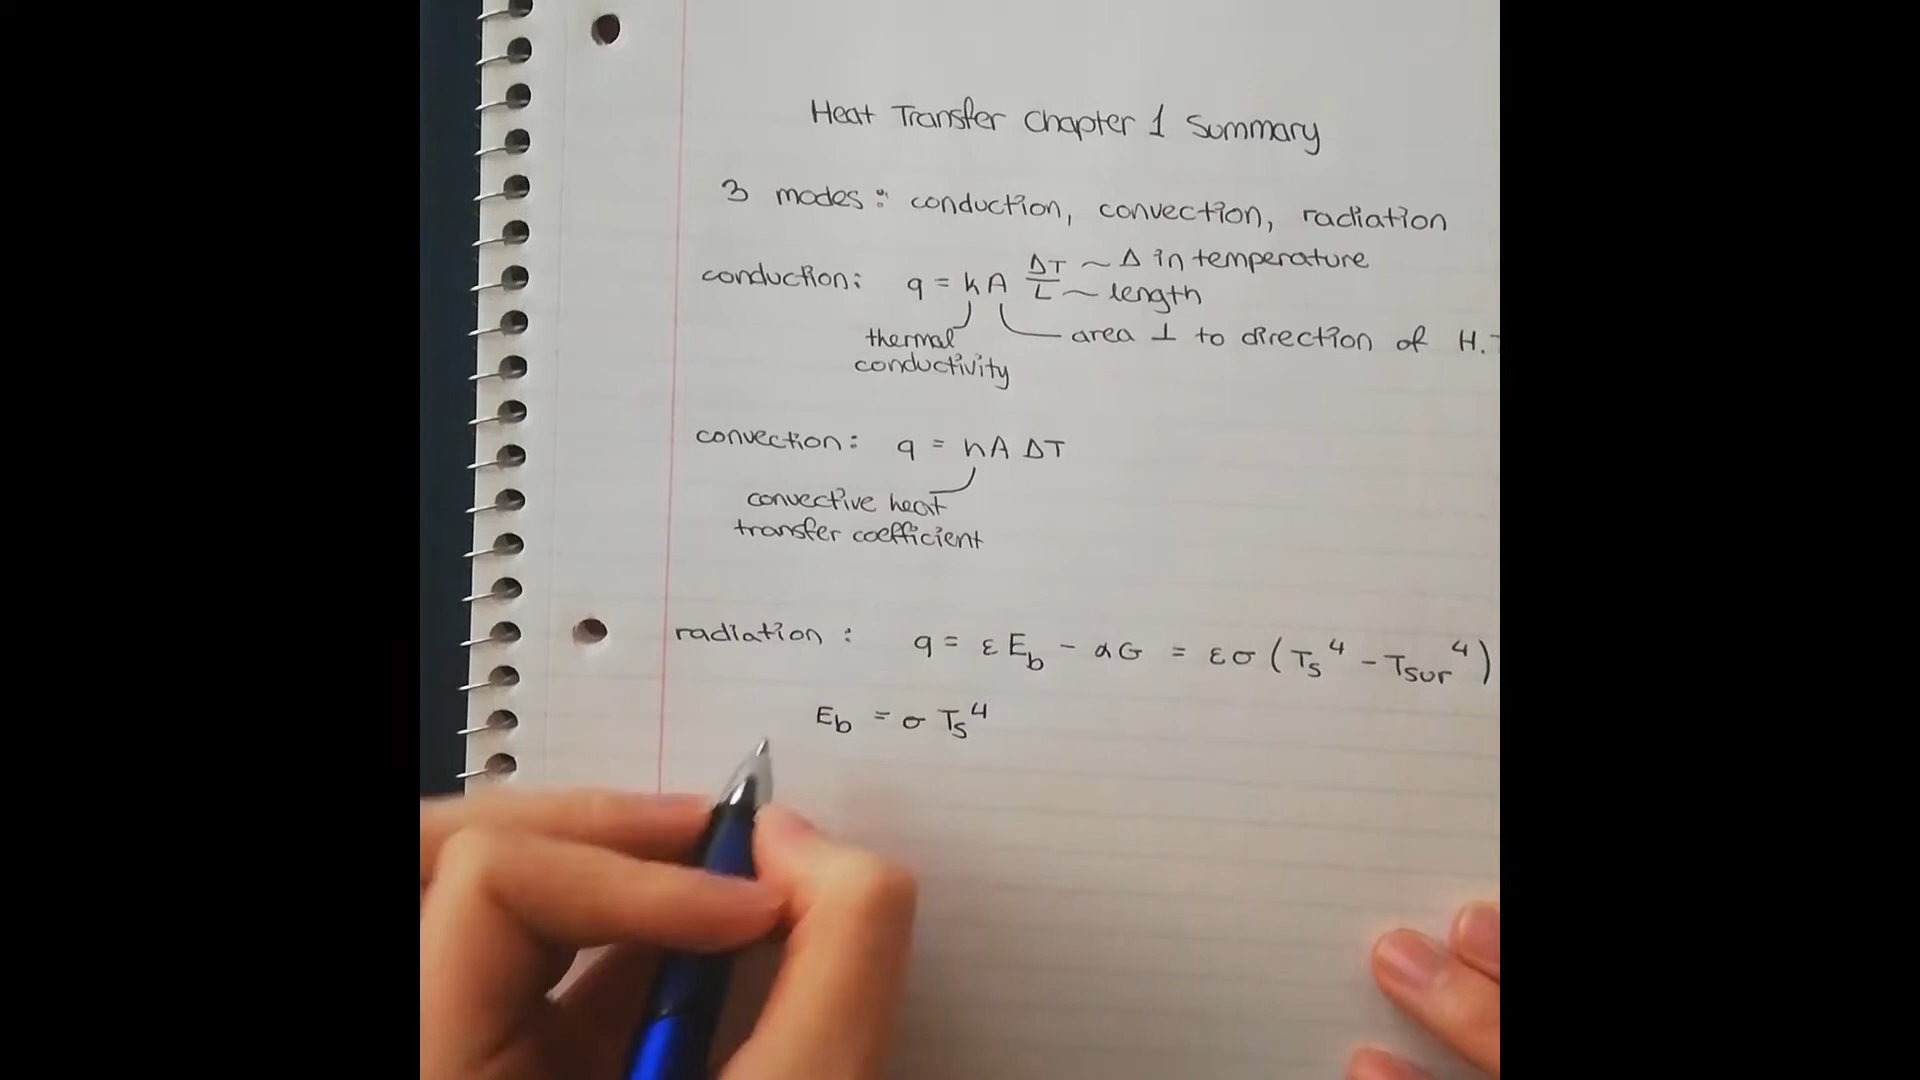 Heat Transfer Chapter 1 Summary
3 modes: conduction, convection, radiation
conduction: q = kA ΔT/L ~ Δ in temperature
~ length
thermal conductivity
area ⊥ to direction of H.
convection: q = hA ΔT
convective heat
transfer coefficient
radiation: q = εE_b - αG = εσ(T_s^4 - T_sur^4)
E_b = σT_s^4